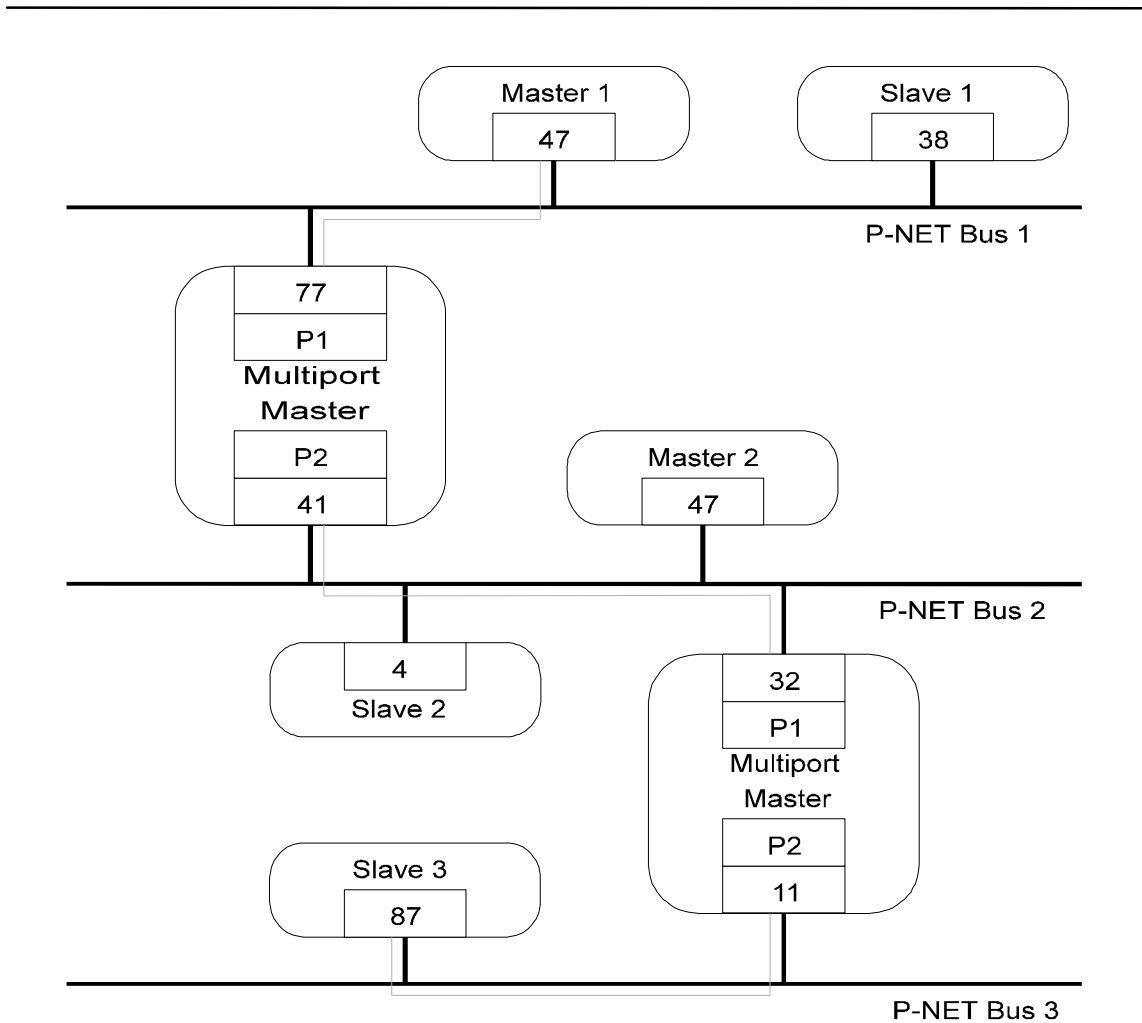 Master 1
47
Slave 1
38
P-NET Bus 1
77
P1
Multiport
Master
P2
41
Master 2
47
P-NET Bus 2
4
Slave 2
32
P1
Multiport
Master
P2
11
Slave 3
87
P-NET Bus 3